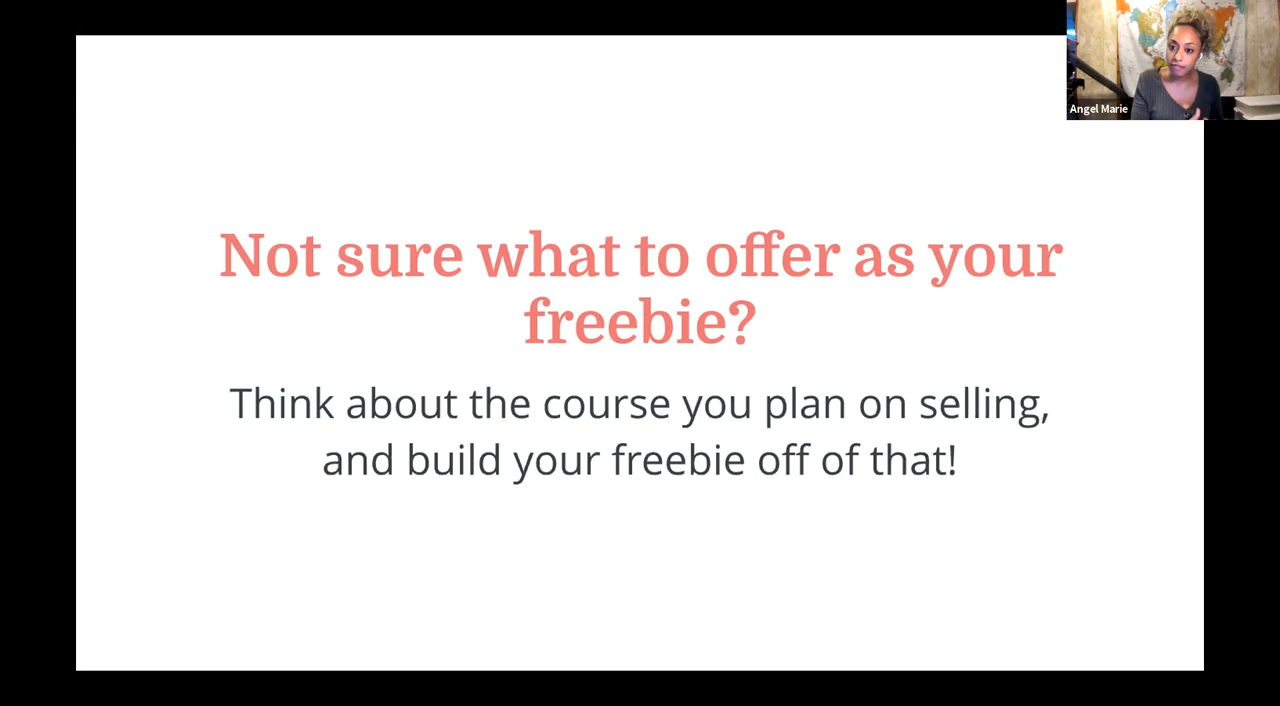 Angel Marie
Not sure what to offer as your
freebie?
Think about the course you plan on selling,
and build your freebie off of that!